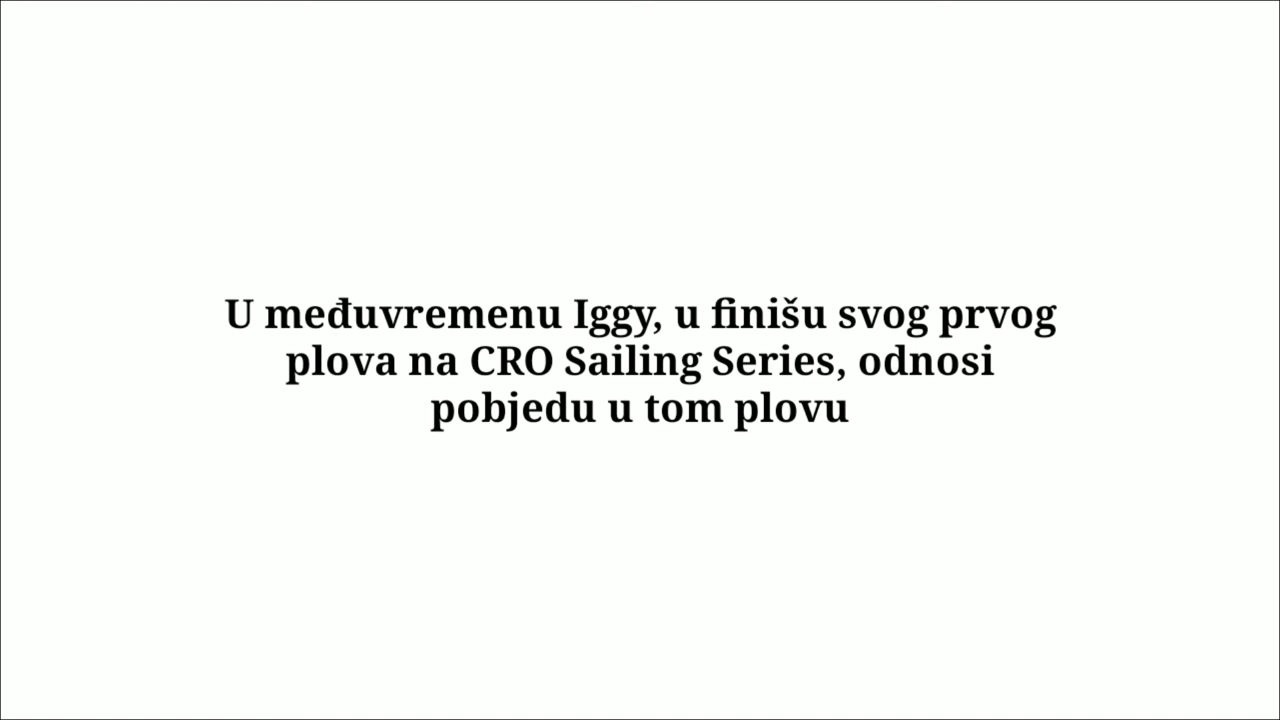 U međuvremenu Iggy, u finišu svog prvog
plova na CRO Sailing Series, odnosi
pobjedu u tom plovu